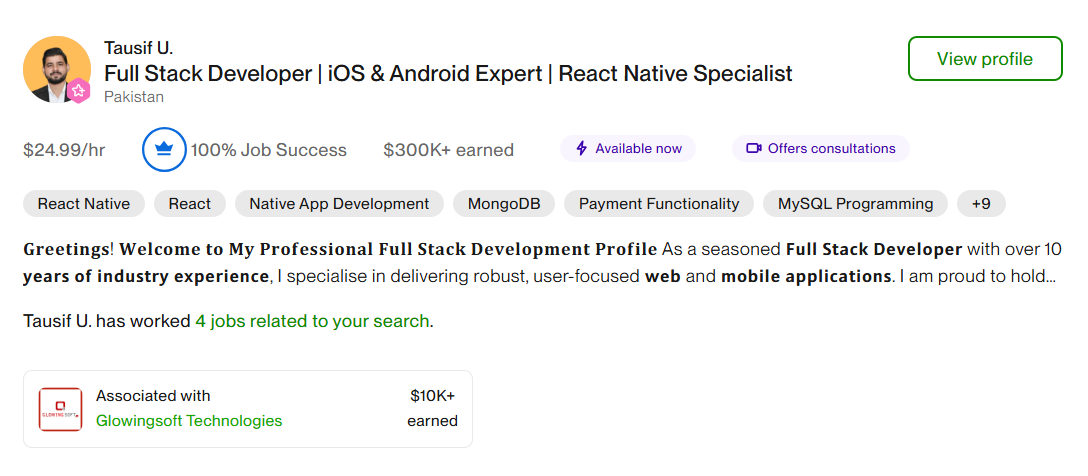 Tausif U.
Full Stack Developer | iOS & Android Expert | React Native Specialist
Pakistan
View profile
$24.99/hr
100% Job Success
$300K+ earned
Available now
Offers consultations
React Native
React
Native App Development
MongoDB
Payment Functionality
MySQL Programming
+9
Greetings! Welcome to My Professional Full Stack Development Profile As a seasoned Full Stack Developer with over 10
years of industry experience, I specialise in delivering robust, user-focused web and mobile applications. I am proud to hold...
Tausif U. has worked 4 jobs related to your search.
GLOWINGSOFT
Associated with
Glowingsoft Technologies
$10K+
earned